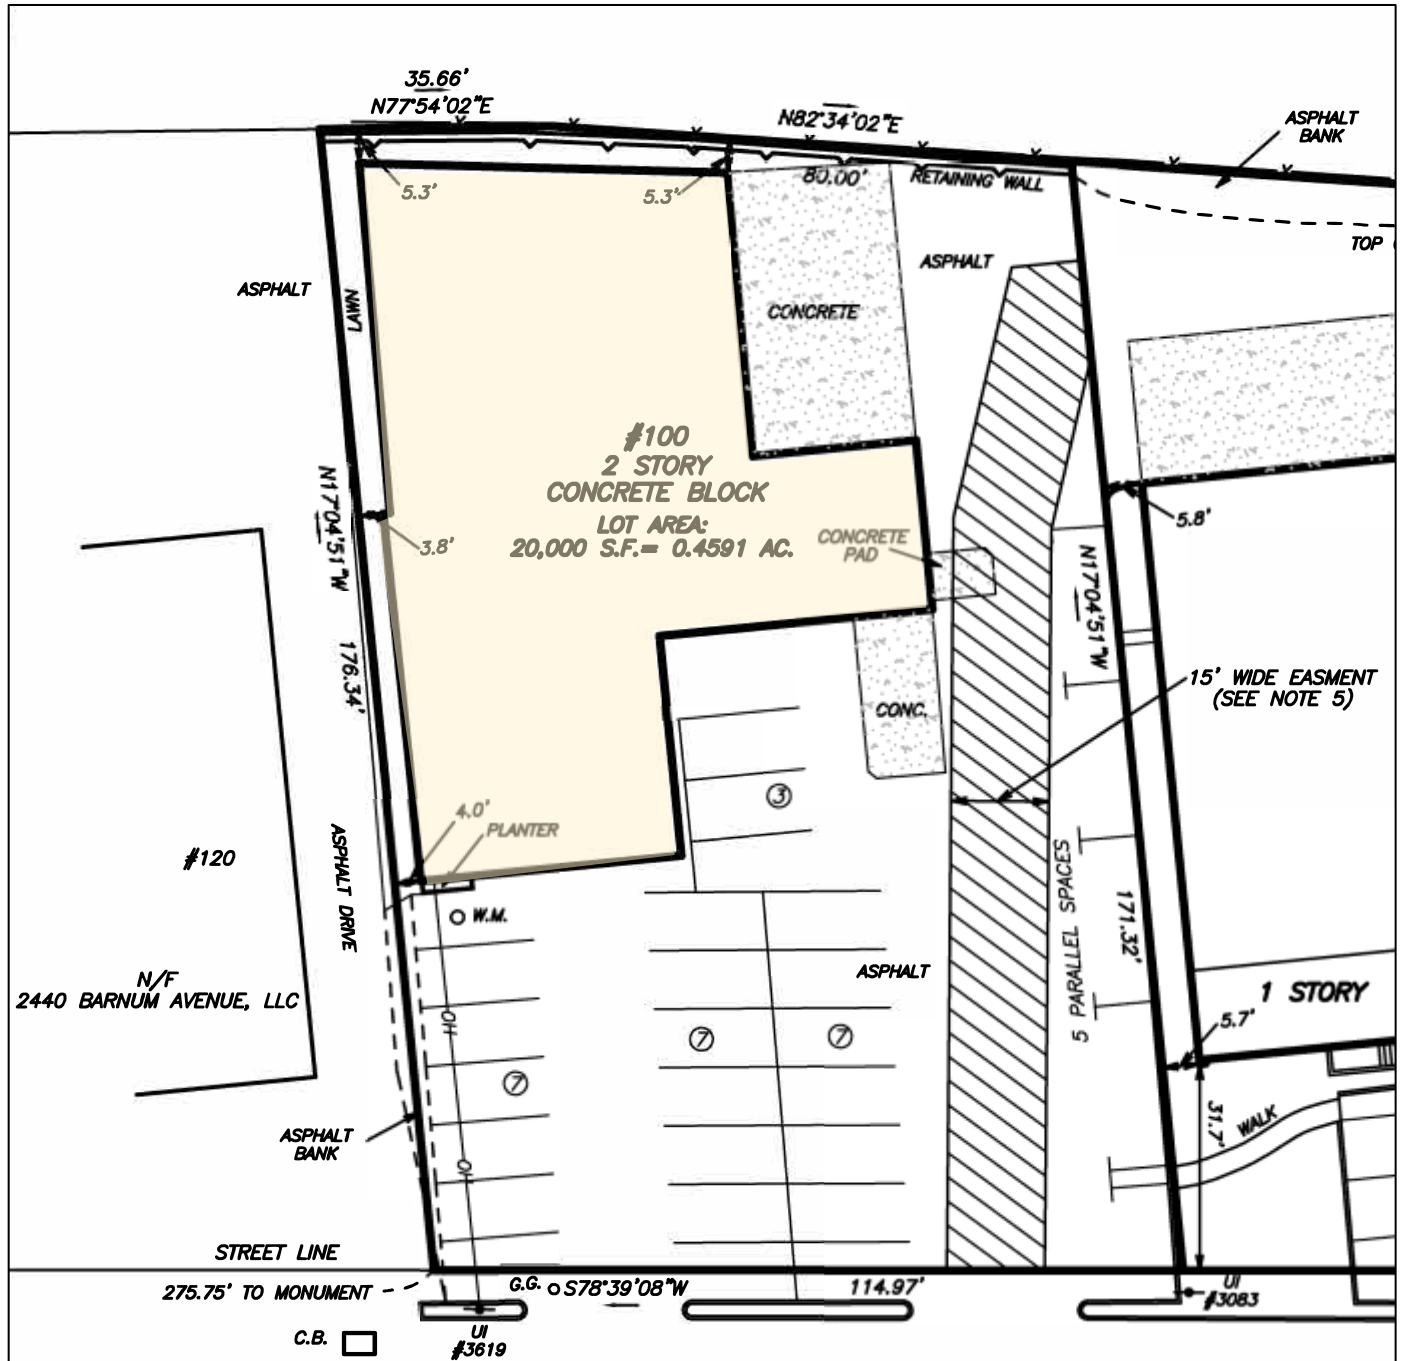 35.66'
N77°54'02"E
N82°34'02"E
ASPHALT
BANK
5.3'
5.3'
80.00'
RETAINING WALL
TOP
ASPHALT
LAWN
ASPHALT
CONCRETE
#100
2 STORY
CONCRETE BLOCK
LOT AREA:
20,000 S.F.= 0.4591 AC.
CONCRETE
PAD
N17°04'51"W
176.34'
3.8'
5.8'
N17°04'51"W
15' WIDE EASMENT
(SEE NOTE 5)
CONC.
3
4.0'
PLANTER
#120
ASPHALT DRIVE
W.M.
5 PARALLEL SPACES
171.32'
ASPHALT
N/F
2440 BARNUM AVENUE, LLC
1 STORY
5.7'
OH
7
7
7
31.7'
WALK
ASPHALT
BANK
OH
STREET LINE
275.75' TO MONUMENT
G.G.
S78°39'08"W
114.97'
UI
#3083
C.B.
UI
#3619